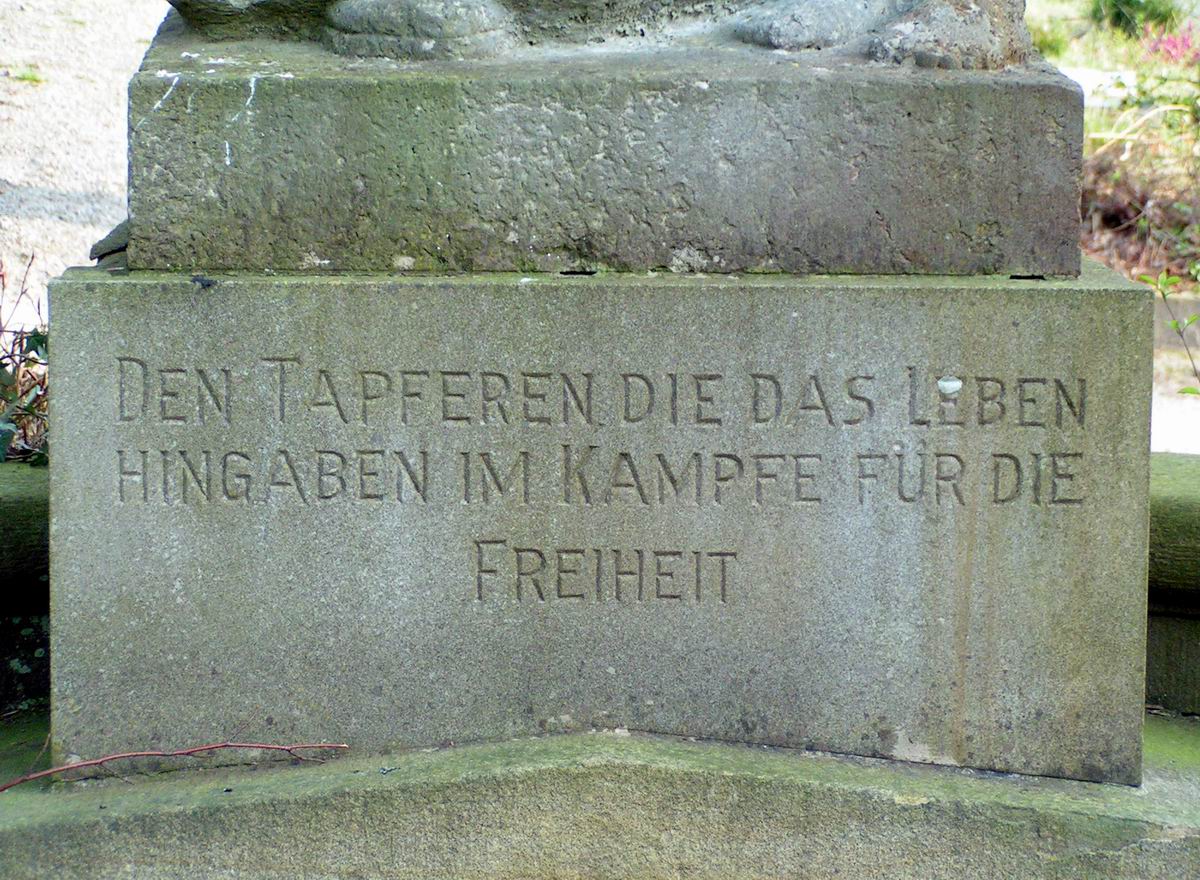 DEN TAPFEREN DIE DAS LEBEN
HINGABEN IM KAMPFE FÜR DIE
FREIHEIT